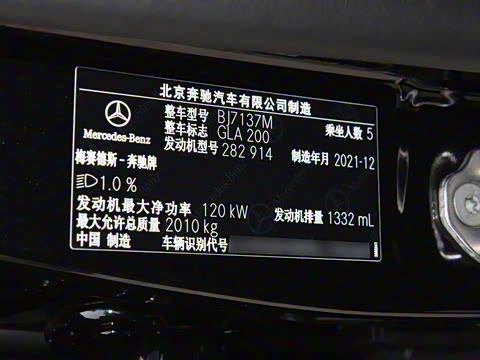 北京奔驰汽车有限公司制造
整车型号 BJ7137M
整车标志 GLA 200 乘坐人数 5
Mercedes-Benz
发动机型号 282 914 制造年月 2021-12
梅赛德斯-奔驰牌
1.0 %
发动机最大净功率 120 kW 发动机排量 1332 mL
最大允许总质量 2010 kg
中国 制造 车辆识别代号